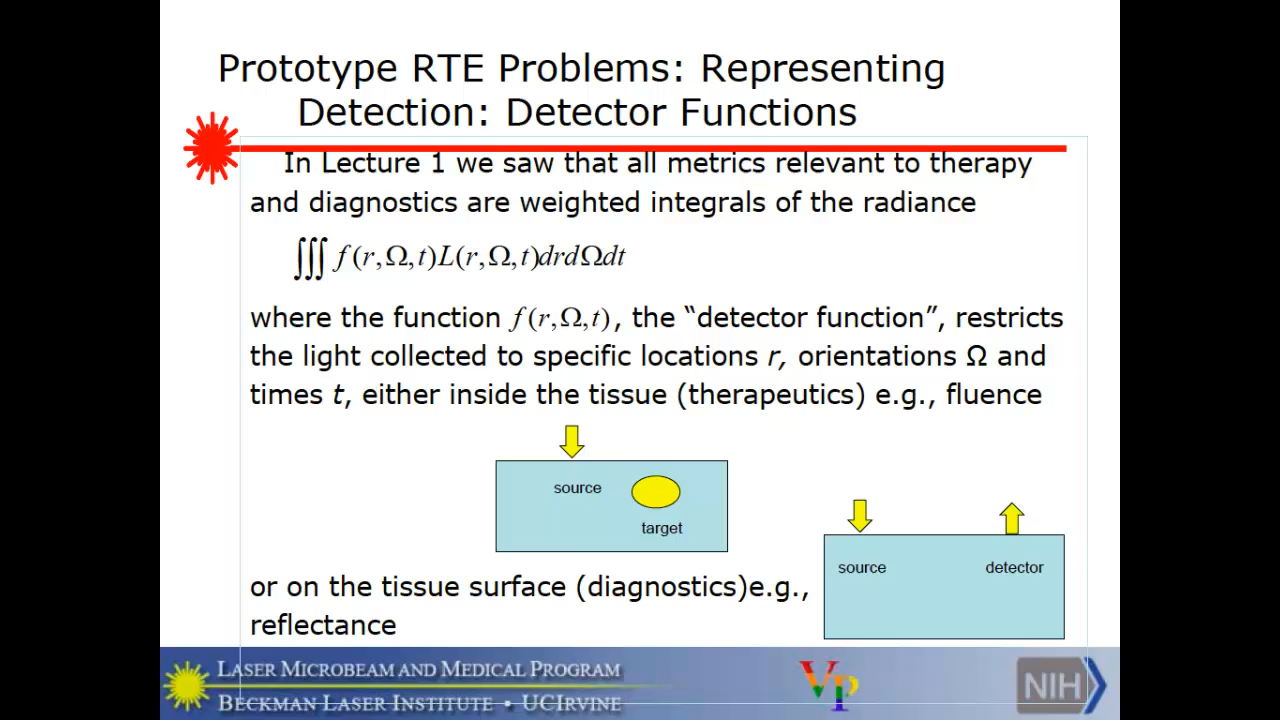 Prototype RTE Problems: Representing
Detection: Detector Functions
In Lecture 1 we saw that all metrics relevant to therapy
and diagnostics are weighted integrals of the radiance
∭ f(r,Ω,t)L(r,Ω,t)drdΩdt
where the function f(r,Ω,t), the “detector function”, restricts
the light collected to specific locations r, orientations Ω and
times t, either inside the tissue (therapeutics) e.g., fluence
source
target
source
detector
or on the tissue surface (diagnostics)e.g.,
reflectance
LASER MICROBEAM AND MEDICAL PROGRAM
BECKMAN LASER INSTITUTE • UCIRVINE
VP
NIH